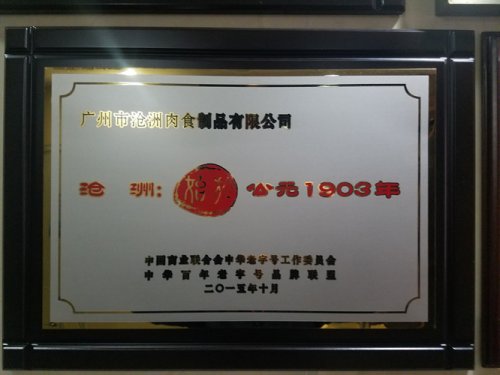 广州市沧洲肉食制品有限公司
沧洲:始于公元1903年
中国商业联合会中华老字号工作委员会
中华百年老字号品牌联盟
二〇一五年十月